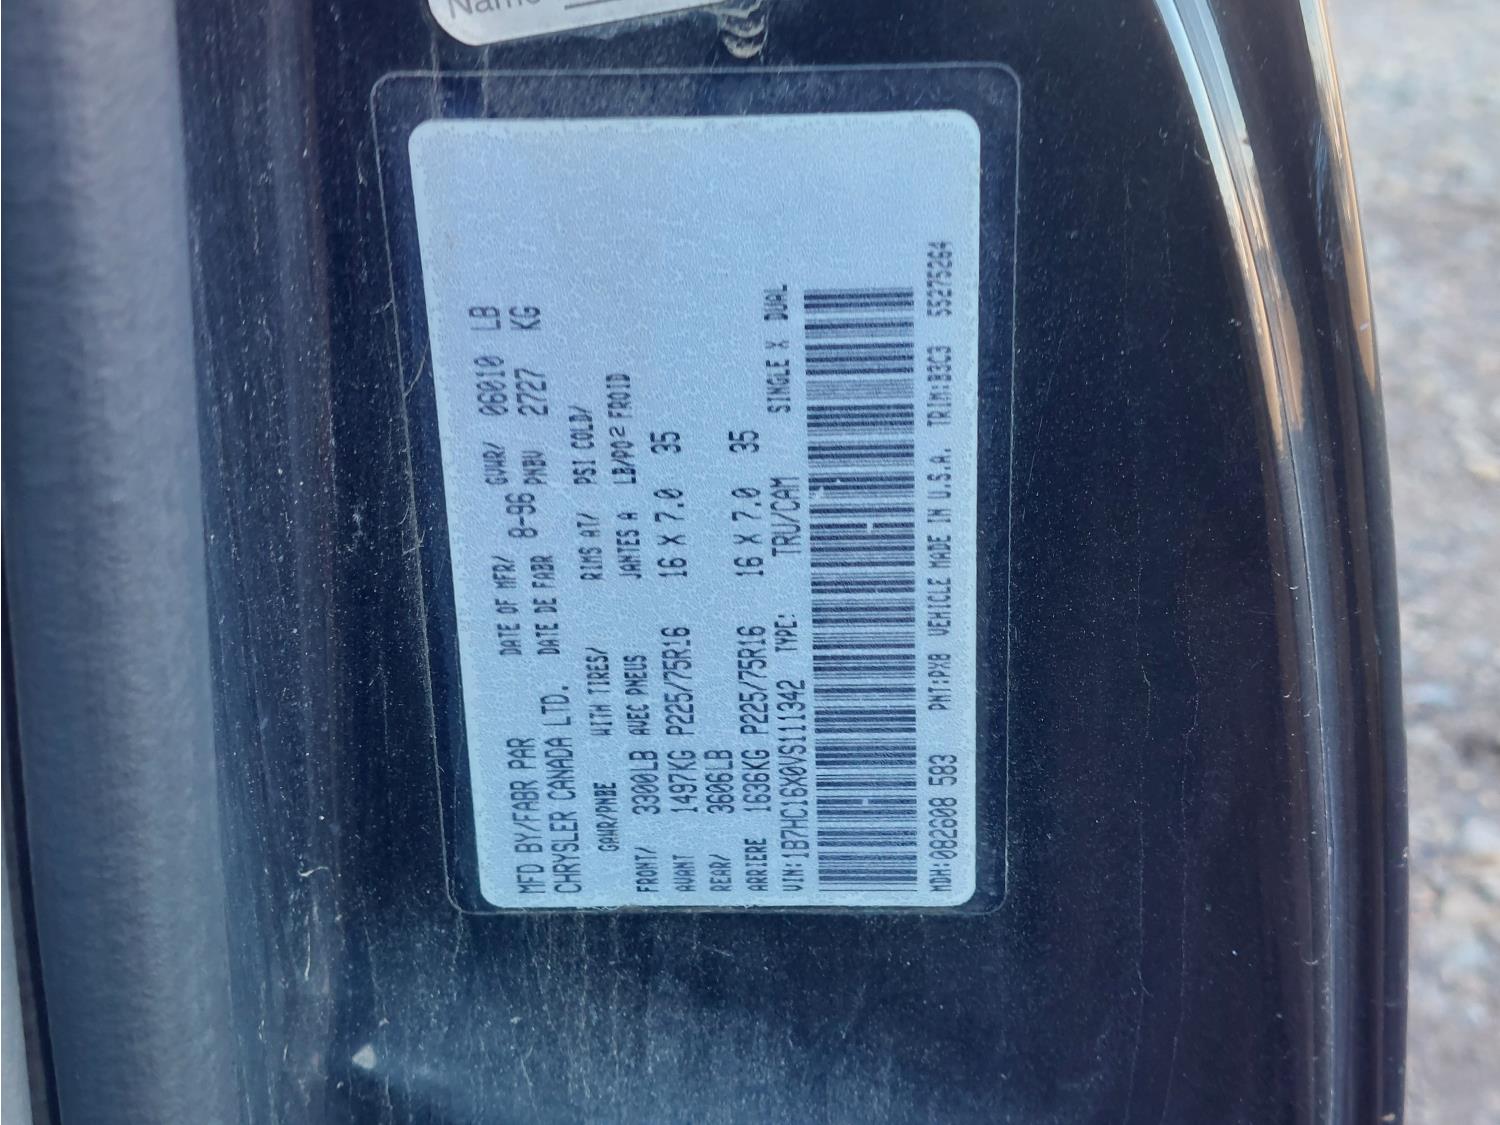 Name
MFD BY/FABR PAR DATE OF MFR/ 8-96 GVWR/ 06010 LB
CHRYSLER CANADA LTD. DATE DE FABR PNBV 2727 KG
GAWR/PNBE WITH TIRES/ RIMS AT/ PSI COLD/
FRONT/ 3300LB AVEC PNEUS JANTES A LB/PO² FROID
AVANT 1497KG P225/75R16 16 X 7.0 35
REAR/ 3606LB
ARRIERE 1636KG P225/75R16 16 X 7.0 35
VIN:1B7HC16X0VS111342 TYPE: TRU/CAM SINGLE X DUAL
MDH:082608 583 PNT:PX8 VEHICLE MADE IN U.S.A. TRIM:B3C3 55275264